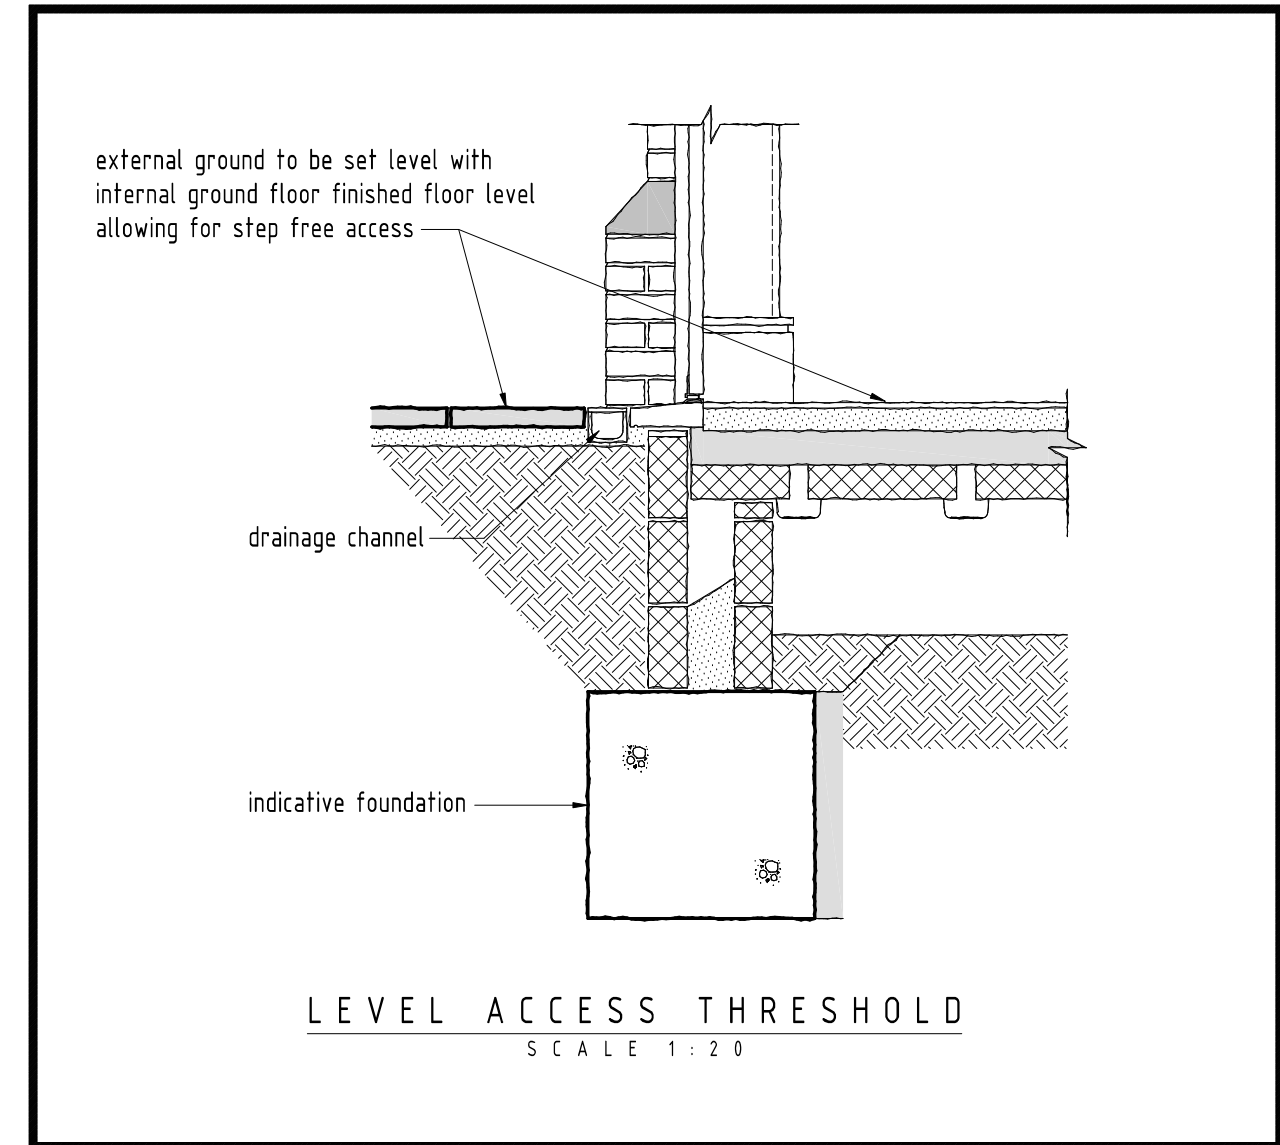 external ground to be set level with
internal ground floor finished floor level
allowing for step free access
drainage channel
indicative foundation
LEVEL ACCESS THRESHOLD
SCALE 1:20